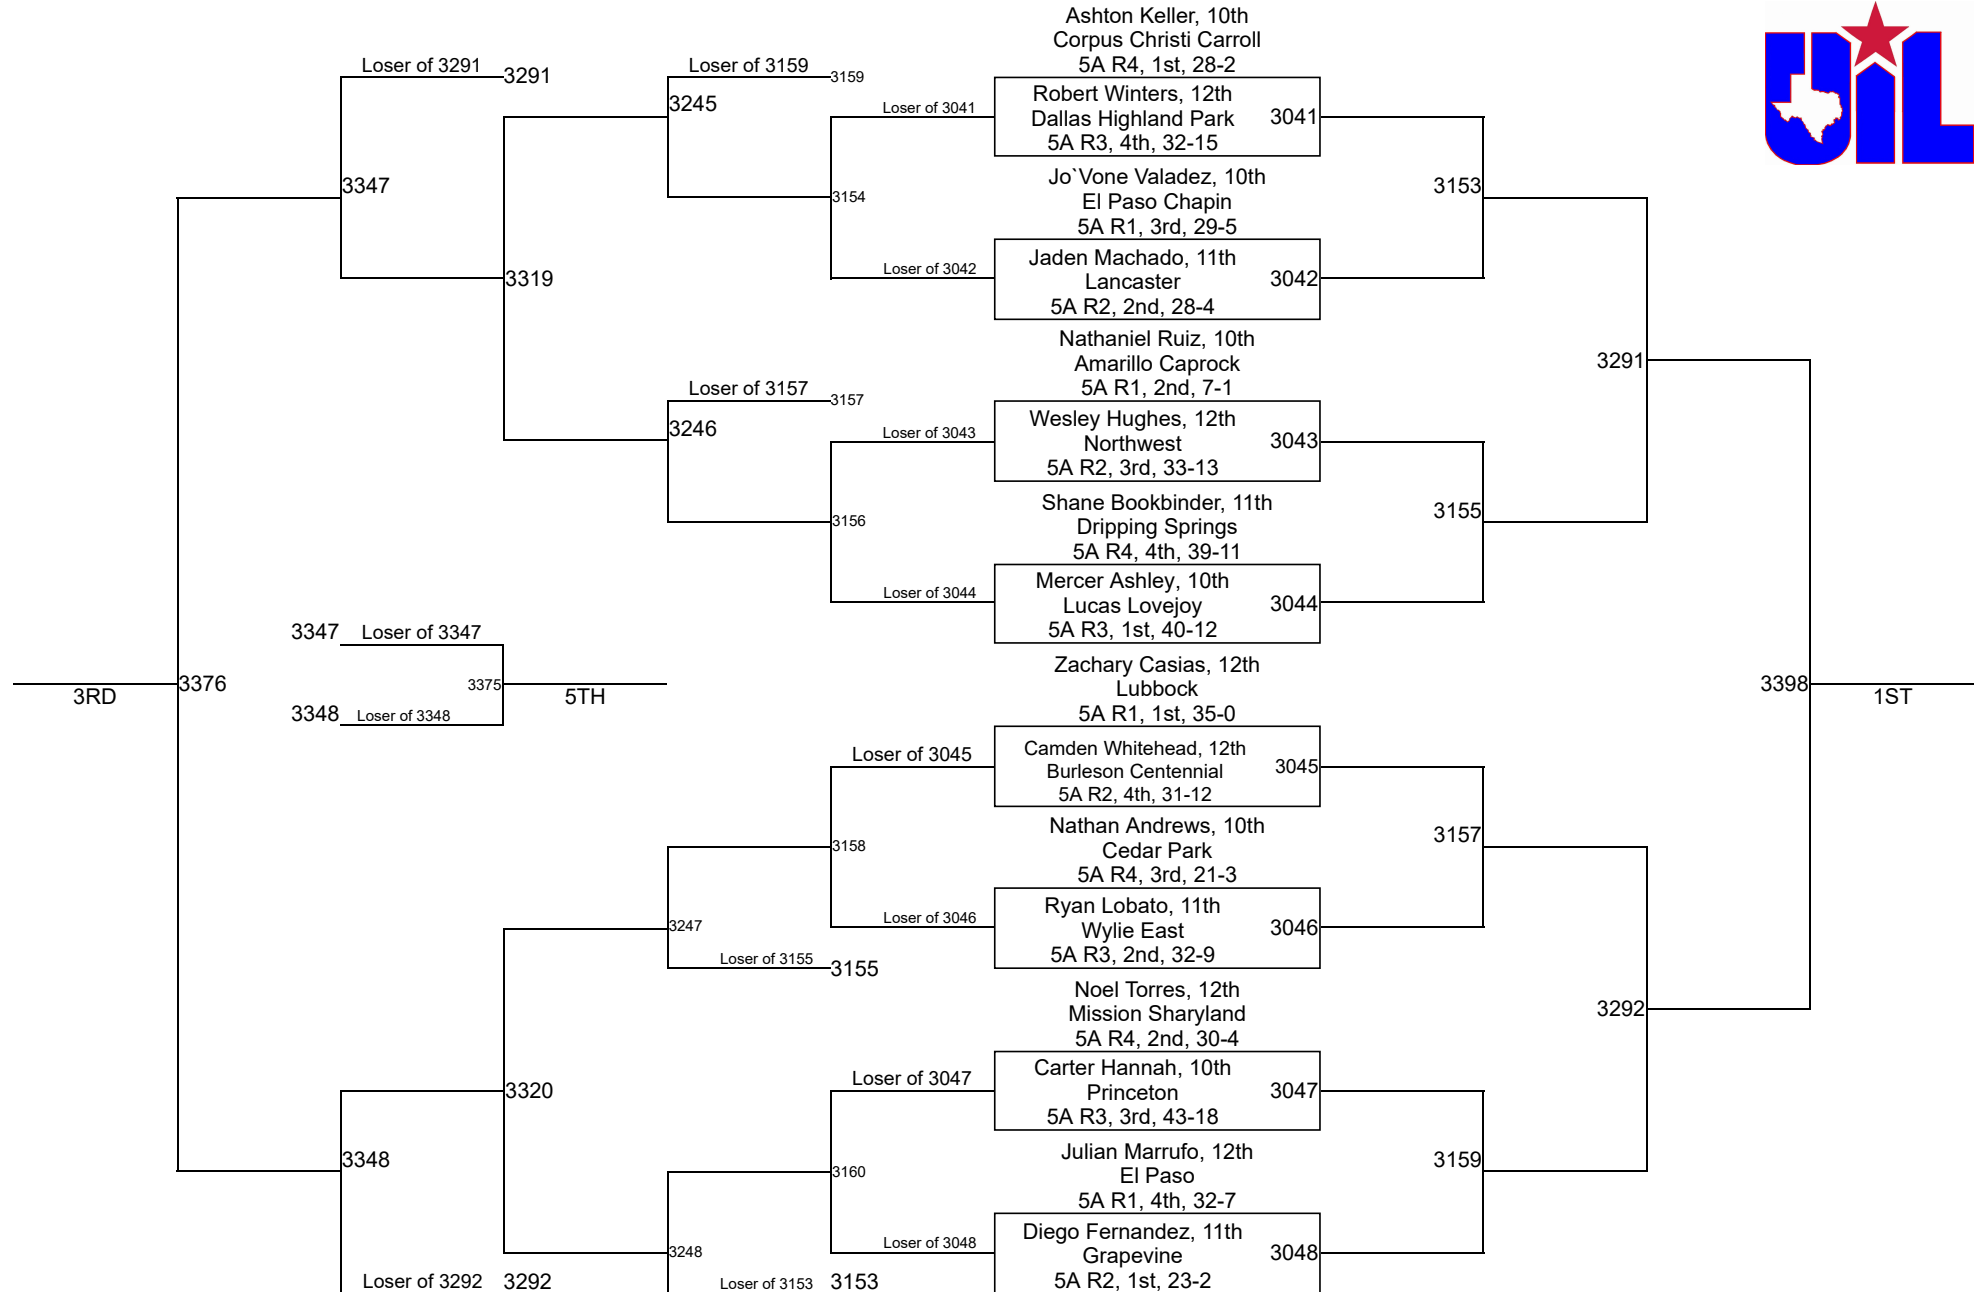 Ashton Keller, 10th
Corpus Christi Carroll
5A R4, 1st, 28-2
UIL
Loser of 3291 3291
Loser of 3159 3159
3245
Loser of 3041
Robert Winters, 12th
Dallas Highland Park
5A R3, 4th, 32-15
3041
3347
3154
Jo`Vone Valadez, 10th
El Paso Chapin
5A R1, 3rd, 29-5
3153
3319
Loser of 3042
Jaden Machado, 11th
Lancaster
5A R2, 2nd, 28-4
3042
Nathaniel Ruiz, 10th
Amarillo Caprock
5A R1, 2nd, 7-1
3291
Loser of 3157 3157
3246
Loser of 3043
Wesley Hughes, 12th
Northwest
5A R2, 3rd, 33-13
3043
3156
Shane Bookbinder, 11th
Dripping Springs
5A R4, 4th, 39-11
3155
Loser of 3044
Mercer Ashley, 10th
Lucas Lovejoy
5A R3, 1st, 40-12
3044
3347 Loser of 3347
3RD
3376
3375
5TH
3348 Loser of 3348
Zachary Casias, 12th
Lubbock
5A R1, 1st, 35-0
3398
1ST
Loser of 3045
Camden Whitehead, 12th
Burleson Centennial
5A R2, 4th, 31-12
3045
3158
Nathan Andrews, 10th
Cedar Park
5A R4, 3rd, 21-3
3157
3247
Loser of 3046
Ryan Lobato, 11th
Wylie East
5A R3, 2nd, 32-9
3046
Loser of 3155 3155
Noel Torres, 12th
Mission Sharyland
5A R4, 2nd, 30-4
3292
3320
Loser of 3047
Carter Hannah, 10th
Princeton
5A R3, 3rd, 43-18
3047
3348
3160
Julian Marrufo, 12th
El Paso
5A R1, 4th, 32-7
3159
3248
Loser of 3048
Diego Fernandez, 11th
Grapevine
5A R2, 1st, 23-2
3048
Loser of 3292 3292
Loser of 3153 3153